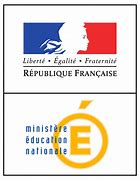 Liberté • Égalité • Fraternité
RÉPUBLIQUE FRANÇAISE
ministère
éducation
nationale
É